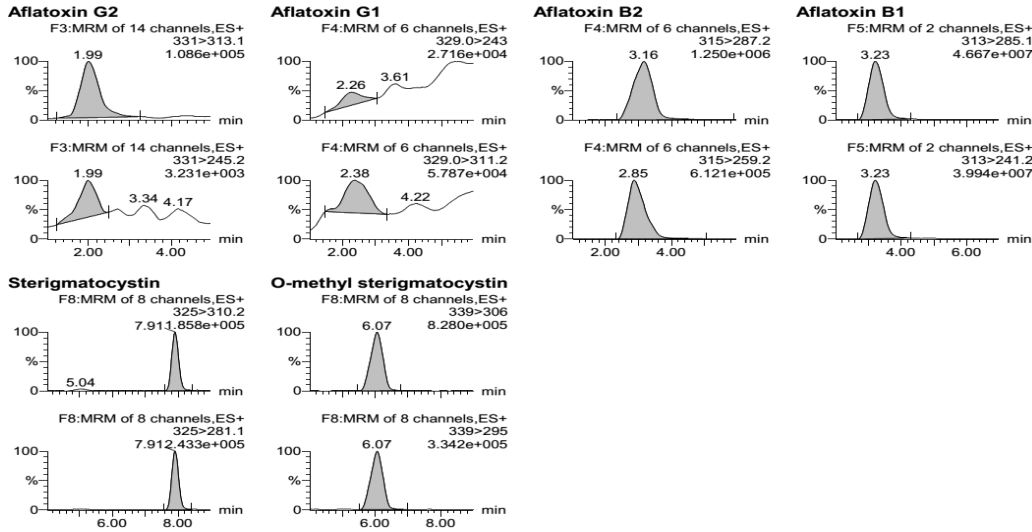 Aflatoxin G2
F3:MRM of 14 channels,ES+
331>313.1
1.086e+005
1.99
100
%
0
min
F3:MRM of 14 channels,ES+
331>245.2
3.231e+003
1.99
3.34
4.17
100
%
0
min
2.00
4.00
Aflatoxin G1
F4:MRM of 6 channels,ES+
329.0>243
2.716e+004
2.26
3.61
100
%
0
min
F4:MRM of 6 channels,ES+
329.0>311.2
5.787e+004
2.38
4.22
100
%
0
min
2.00
4.00
Aflatoxin B2
F4:MRM of 6 channels,ES+
315>287.2
1.250e+006
3.16
100
%
0
min
F4:MRM of 6 channels,ES+
315>259.2
6.121e+005
2.85
100
%
0
min
2.00
4.00
Aflatoxin B1
F5:MRM of 2 channels,ES+
313>285.1
4.667e+007
3.23
100
%
0
min
F5:MRM of 2 channels,ES+
313>241.2
3.994e+007
3.23
100
%
0
min
4.00
6.00
Sterigmatocystin
F8:MRM of 8 channels,ES+
325>310.2
7.911.858e+005
5.04
100
%
0
min
F8:MRM of 8 channels,ES+
325>281.1
7.912.433e+005
100
%
0
min
6.00
8.00
O-methyl sterigmatocystin
F8:MRM of 8 channels,ES+
339>306
8.280e+005
6.07
100
%
0
min
F8:MRM of 8 channels,ES+
339>295
3.342e+005
6.07
100
%
0
min
6.00
8.00